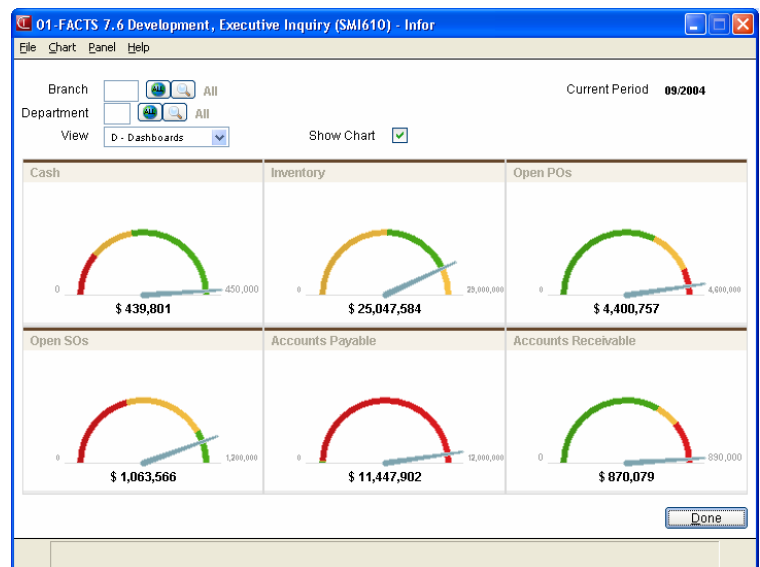 01-FACTS 7.6 Development, Executive Inquiry (SMI610) - Infor
File Chart Panel Help
Branch ALL All Current Period 09/2004
Department ALL All
View D - Dashboards Show Chart
Cash Inventory Open POs
0 450,000 0 29,000,000 0 4,600,000
$ 439,801 $ 25,047,584 $ 4,400,757
Open SOs Accounts Payable Accounts Receivable
0 1,200,000 0 12,000,000 0 890,000
$ 1,063,566 $ 11,447,902 $ 870,079
Done